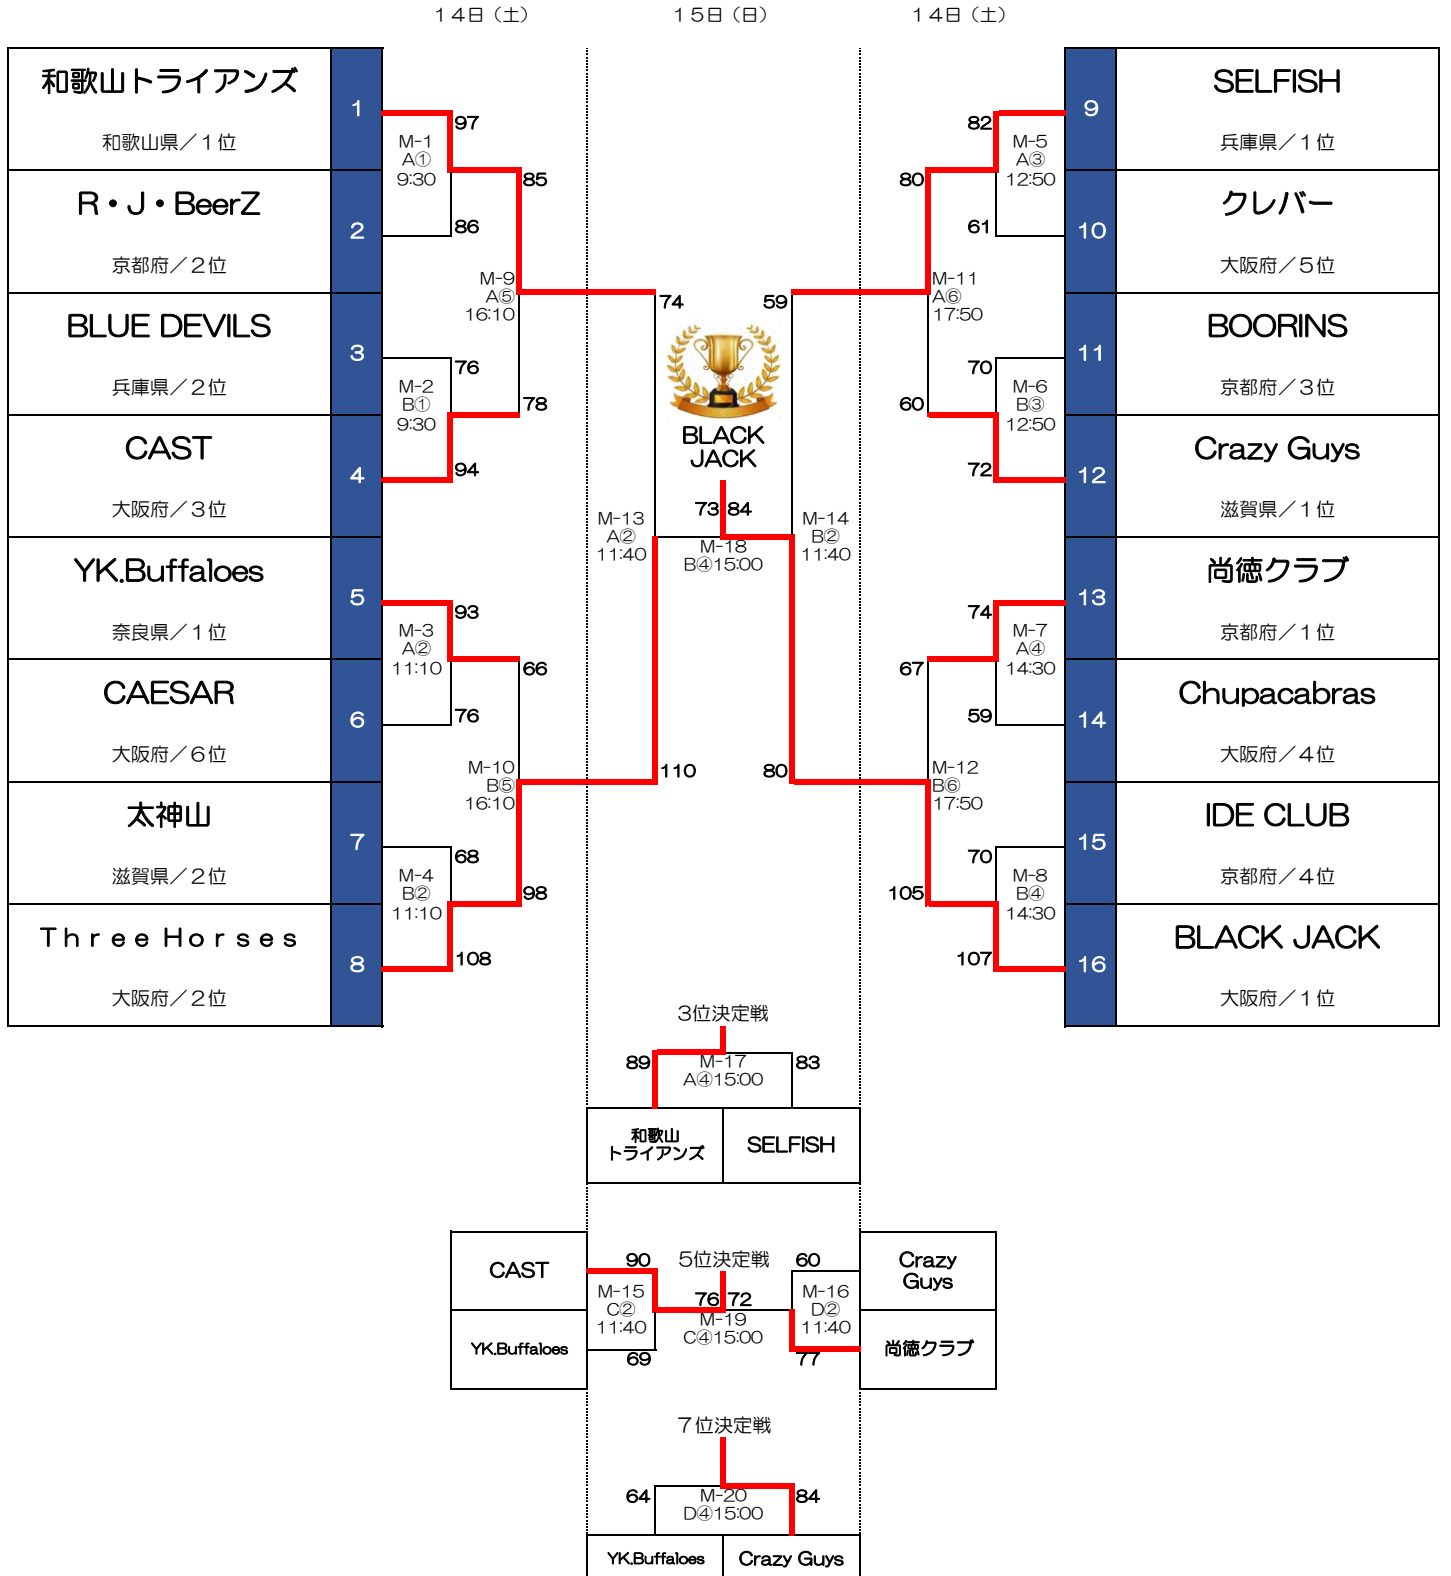 14日（土）
15日（日）
14日（土）
和歌山トライアンズ
和歌山県／１位
1
R・J・BeerZ
京都府／２位
2
BLUE DEVILS
兵庫県／２位
3
CAST
大阪府／３位
4
YK.Buffaloes
奈良県／１位
5
CAESAR
大阪府／６位
6
太神山
滋賀県／２位
7
Ｔｈｒｅｅ Ｈｏｒｓｅｓ
大阪府／２位
8
97
M-1
A①
9:30
86
85
M-9
A⑤
16:10
78
76
M-2
B①
9:30
94
93
M-3
A②
11:10
76
66
M-10
B⑤
16:10
98
68
M-4
B②
11:10
108
74
M-13
A②
11:40
110
BLACK
JACK
73
84
M-18
B④15:00
59
M-14
B②
11:40
80
80
M-11
A⑥
17:50
60
82
M-5
A③
12:50
61
70
M-6
B③
12:50
72
67
M-12
B⑥
17:50
105
74
M-7
A④
14:30
59
70
M-8
B④
14:30
107
9
SELFISH
兵庫県／１位
10
クレバー
大阪府／５位
11
BOORINS
京都府／３位
12
Crazy Guys
滋賀県／１位
13
尚徳クラブ
京都府／１位
14
Chupacabras
大阪府／４位
15
IDE CLUB
京都府／４位
16
BLACK JACK
大阪府／１位
3位決定戦
89
M-17
A④15:00
83
和歌山
トライアンズ
SELFISH
CAST
YK.Buffaloes
90
M-15
C②
11:40
69
5位決定戦
76
72
M-19
C④15:00
60
M-16
D②
11:40
77
Crazy
Guys
尚徳クラブ
７位決定戦
64
M-20
D④15:00
84
YK.Buffaloes
Crazy Guys